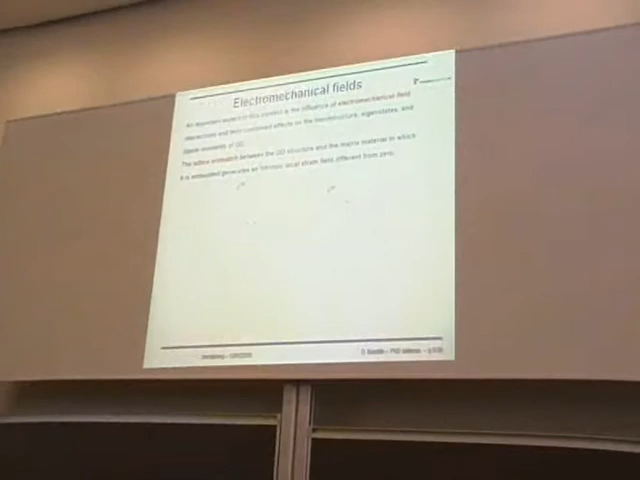 Electromechanical fields
An important aspect in this context is the influence of electromechanical field
interactions and their combined effects on the bandstructure, eigenstates, and
of QD.
The lattice mismatch between the QD structure and the matrix material in which
it is embedded generates an intrinsic local strain field different from zero.
PhD defense – p.